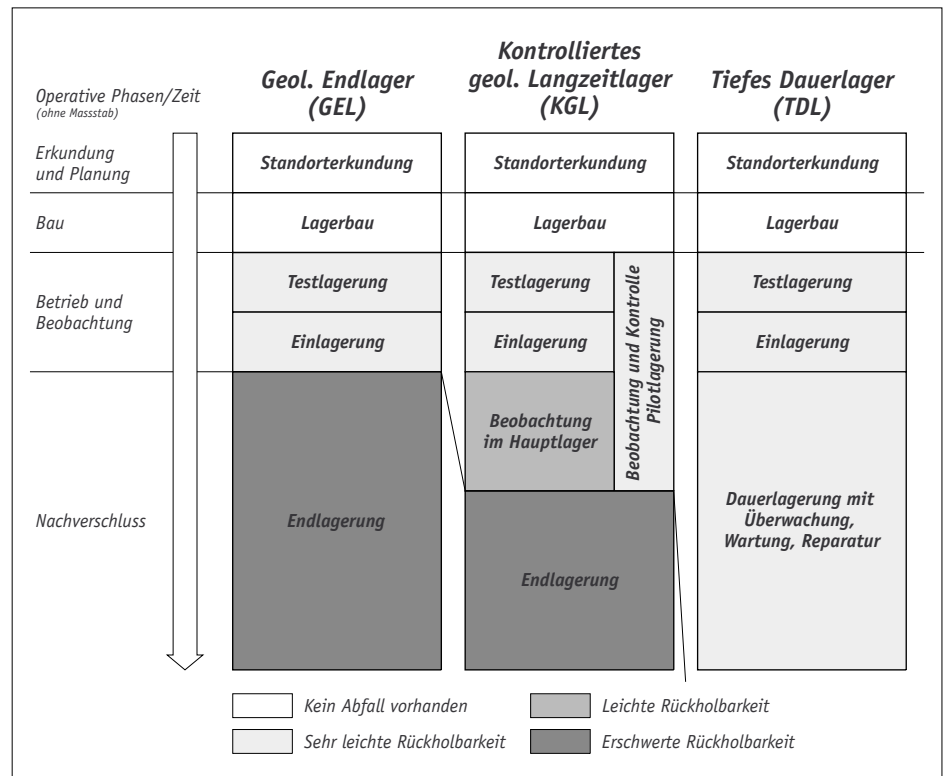 Operative Phasen/Zeit
(ohne Massstab)
Geol. Endlager
(GEL)
Kontrolliertes
geol. Langzeitlager
(KGL)
Tiefes Dauerlager
(TDL)
Erkundung
und Planung
Standorterkundung
Standorterkundung
Standorterkundung
Bau
Lagerbau
Lagerbau
Lagerbau
Betrieb und
Beobachtung
Testlagerung
Testlagerung
Testlagerung
Einlagerung
Einlagerung
Einlagerung
Beobachtung und Kontrolle
Pilotlagerung
Nachverschluss
Endlagerung
Beobachtung
im Hauptlager
Endlagerung
Dauerlagerung mit
Überwachung,
Wartung, Reparatur
Kein Abfall vorhanden
Leichte Rückholbarkeit
Sehr leichte Rückholbarkeit
Erschwerte Rückholbarkeit